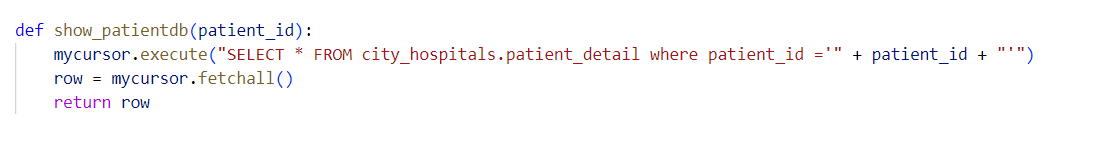 def show_patientdb(patient_id):
    mycursor.execute("SELECT * FROM city_hospitals.patient_detail where patient_id ='" + patient_id + "'")
    row = mycursor.fetchall()
    return row